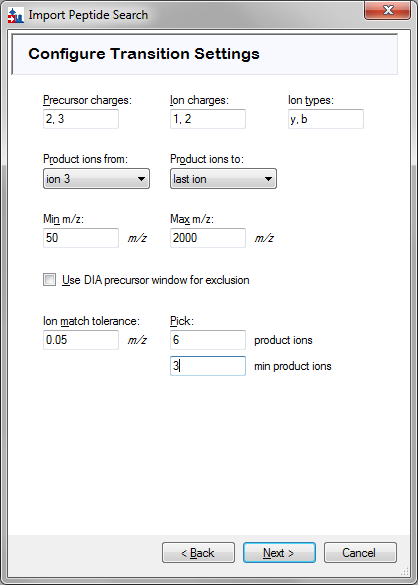 Import Peptide Search
Configure Transition Settings
Precursor charges: Ion charges: Ion types:
2, 3 1, 2 y, b
Product ions from: Product ions to:
ion 3 last ion
Min m/z: Max m/z:
50 m/z 2000 m/z
Use DIA precursor window for exclusion
Ion match tolerance: Pick:
0.05 m/z 6 product ions
3 min product ions
< Back Next > Cancel